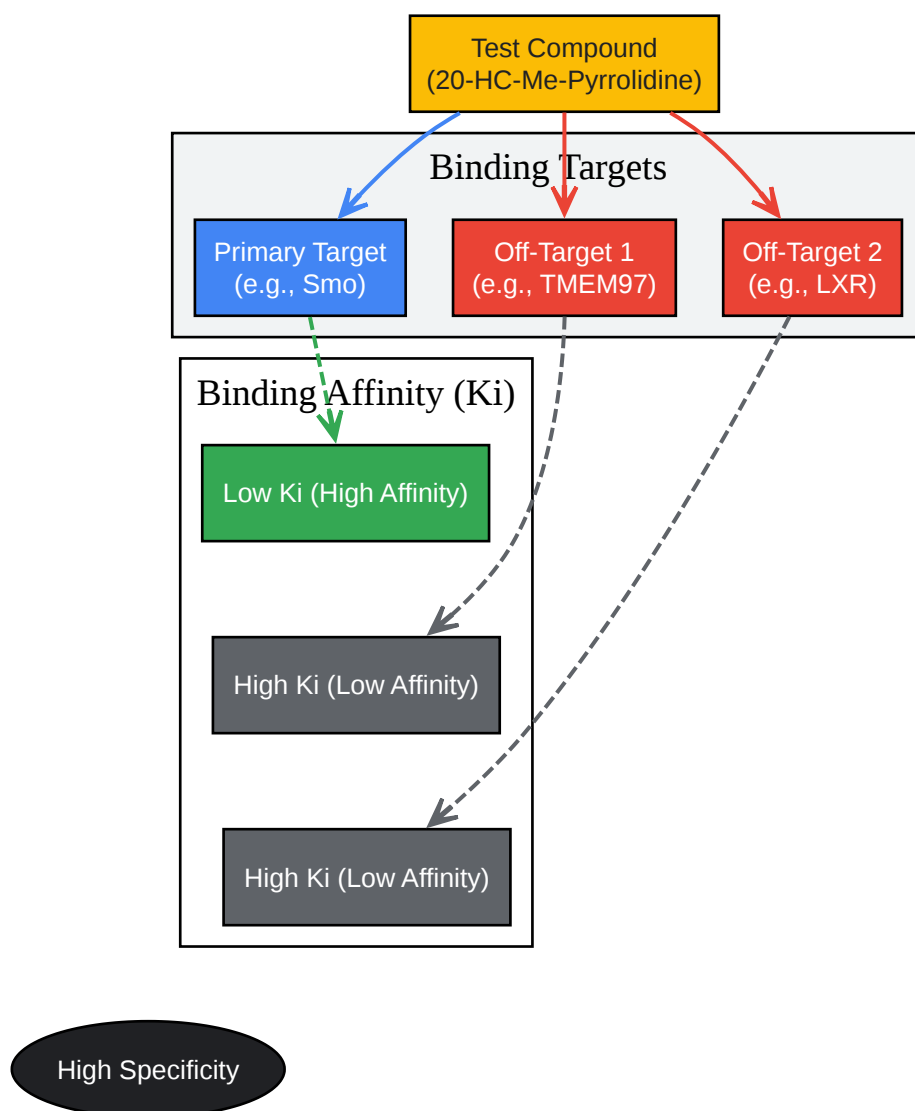 Test Compound
(20-HC-Me-Pyrrolidine)
Binding Targets
Primary Target
(e.g., Smo)
Off-Target 1
(e.g., TMEM97)
Off-Target 2
(e.g., LXR)
Binding Affinity (Ki)
Low Ki (High Affinity)
High Ki (Low Affinity)
High Ki (Low Affinity)
High Specificity